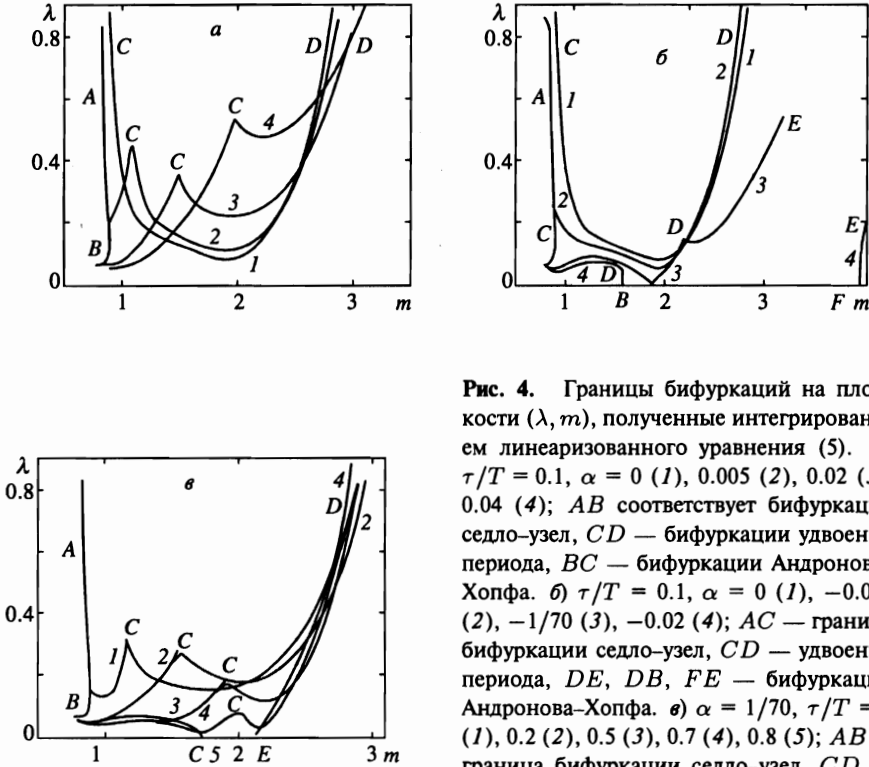 λ
a
0.8
0.4
0
A
B
C
C
C
C
D
D
1
2
3
4
1
2
3
m
λ
б
0.8
0.4
0
A
C
C
1
2
4
D
3
D
D
2
1
E
3
E
4
1
B
2
3
F
m
λ
в
0.8
0.4
0
A
B
C
C
C
C
1
2
3
4
4
D
2
1
C
5
2
E
3
m
Рис. 4. Границы бифуркаций на пло
кости (λ, m), полученные интегрирован
ем линеаризованного уравнения (5).
τ/T = 0.1, α = 0 (1), 0.005 (2), 0.02 (
0.04 (4); AB соответствует бифуркац
седло–узел, CD — бифуркации удвоен
периода, BC — бифуркации Андронов
Хопфа. б) τ/T = 0.1, α = 0 (1), −0.0
(2), −1/70 (3), −0.02 (4); AC — грани
бифуркации седло–узел, CD — удвоен
периода, DE, DB, FE — бифуркац
Андронова–Хопфа. в) α = 1/70, τ/T =
(1), 0.2 (2), 0.5 (3), 0.7 (4), 0.8 (5); AB
граница бифуркации седло–узел, CD